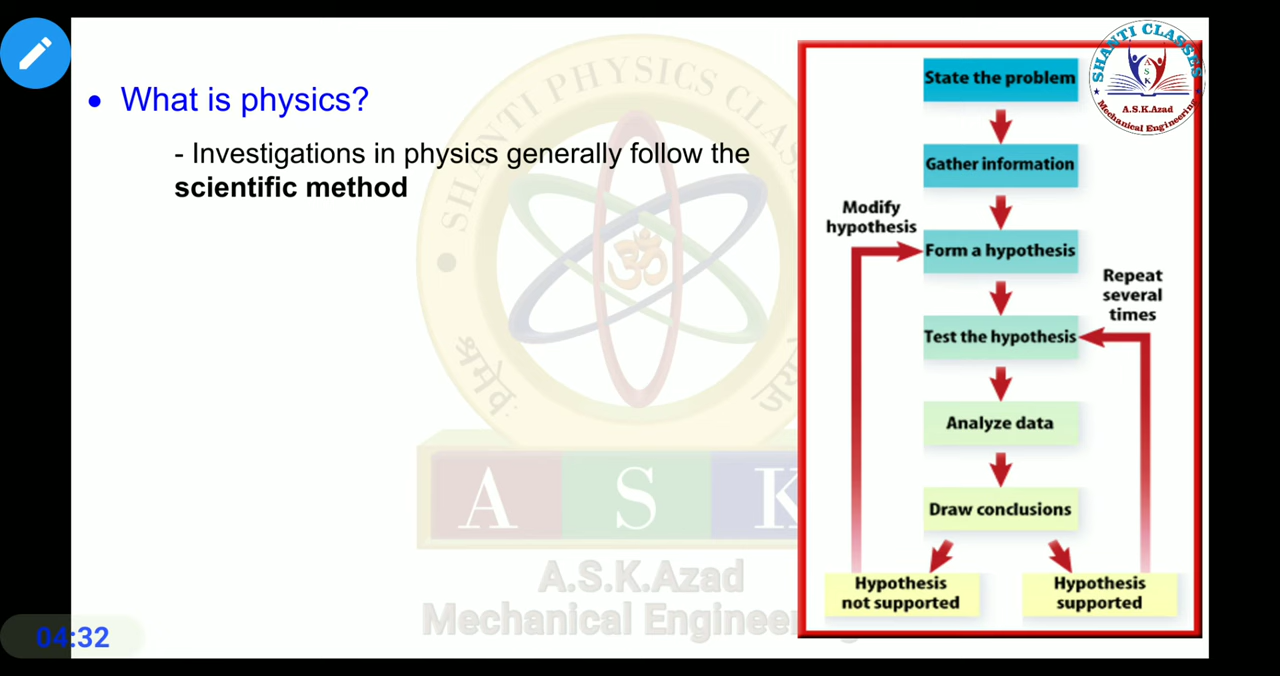 • What is physics?
- Investigations in physics generally follow the
scientific method
State the problem
Gather information
Modify
hypothesis
Form a hypothesis
Repeat
several
times
Test the hypothesis
Analyze data
Draw conclusions
Hypothesis
not supported
Hypothesis
supported
SHANTI CLASSES
A
S
K
A.S.K.Azad
Mechanical Engineering
SHANTI PHYSICS CLAS
श्रमेवः
A S K
A.S.K.Azad
Mechanical Engineer
04:32